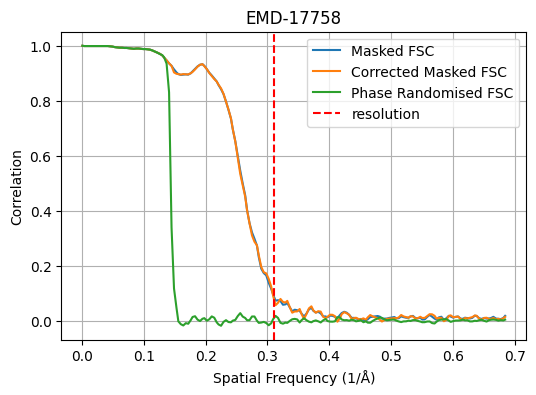 EMD-17758
Masked FSC
Corrected Masked FSC
Phase Randomised FSC
resolution
Correlation
1.0
0.8
0.6
0.4
0.2
0.0
0.0 0.1 0.2 0.3 0.4 0.5 0.6 0.7
Spatial Frequency (1/Å)